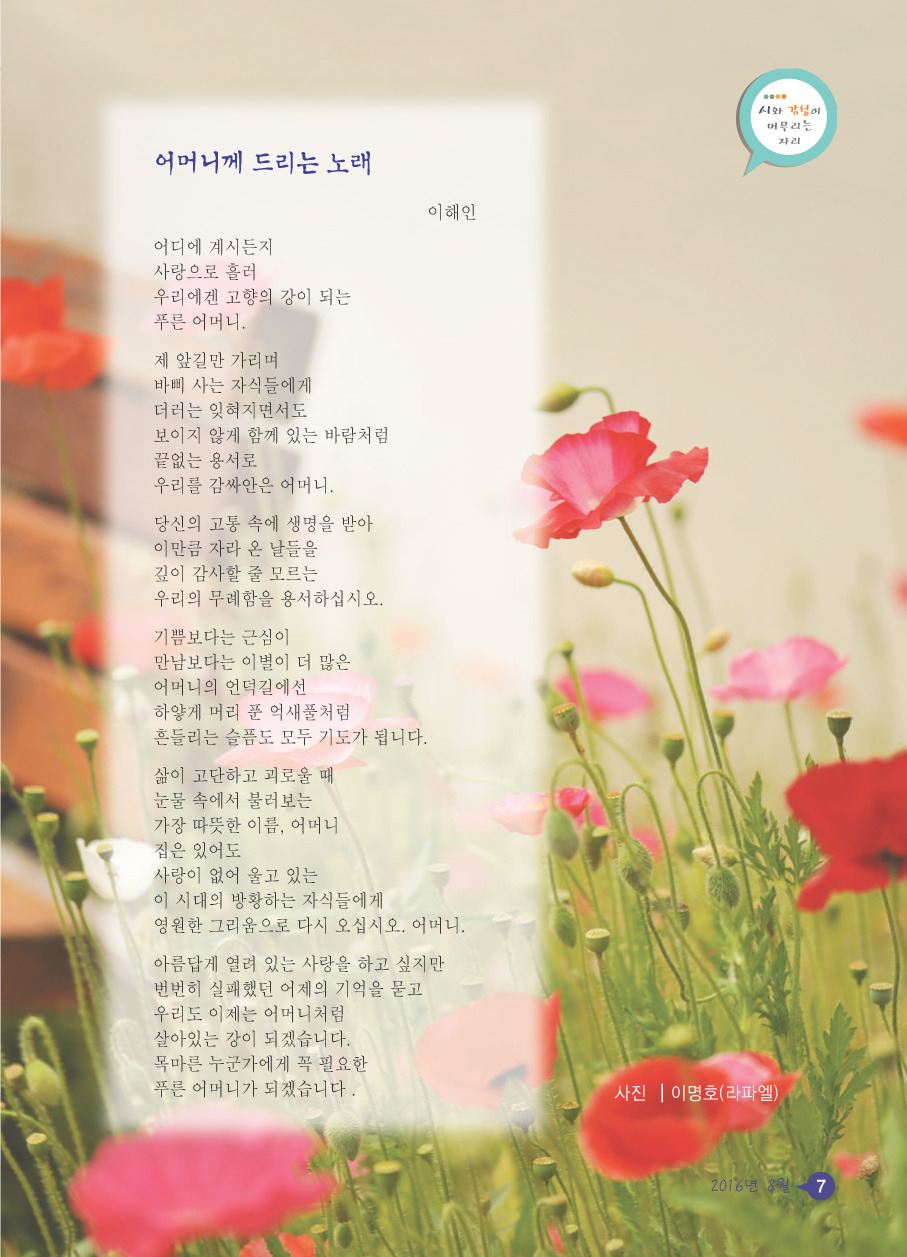 시와 감성이
머무리는
자리
어머니께 드리는 노래
이해인
어디에 계시든지
사랑으로 흘러
우리에겐 고향의 강이 되는
푸른 어머니.
제 앞길만 가리며
바삐 사는 자식들에게
더러는 잊혀지면서도
보이지 않게 함께 있는 바람처럼
끝없는 용서로
우리를 감싸안은 어머니.
당신의 고통 속에 생명을 받아
이만큼 자라 온 날들을
깊이 감사할 줄 모르는
우리의 무례함을 용서하십시오.
기쁨보다는 근심이
만남보다는 이별이 더 많은
어머니의 언덕길에선
하얗게 머리 푼 억새풀처럼
흔들리는 슬픔도 모두 기도가 됩니다.
삶이 고단하고 괴로울 때
눈물 속에서 불러보는
가장 따뜻한 이름, 어머니
집은 있어도
사랑이 없어 울고 있는
이 시대의 방황하는 자식들에게
영원한 그리움으로 다시 오십시오. 어머니.
아름답게 열려 있는 사랑을 하고 싶지만
번번히 실패했던 어제의 기억을 묻고
우리도 이제는 어머니처럼
살아있는 강이 되겠습니다.
목마른 누군가에게 꼭 필요한
푸른 어머니가 되겠습니다 .
사진 | 이명호(라파엘)
2016년 8월 7